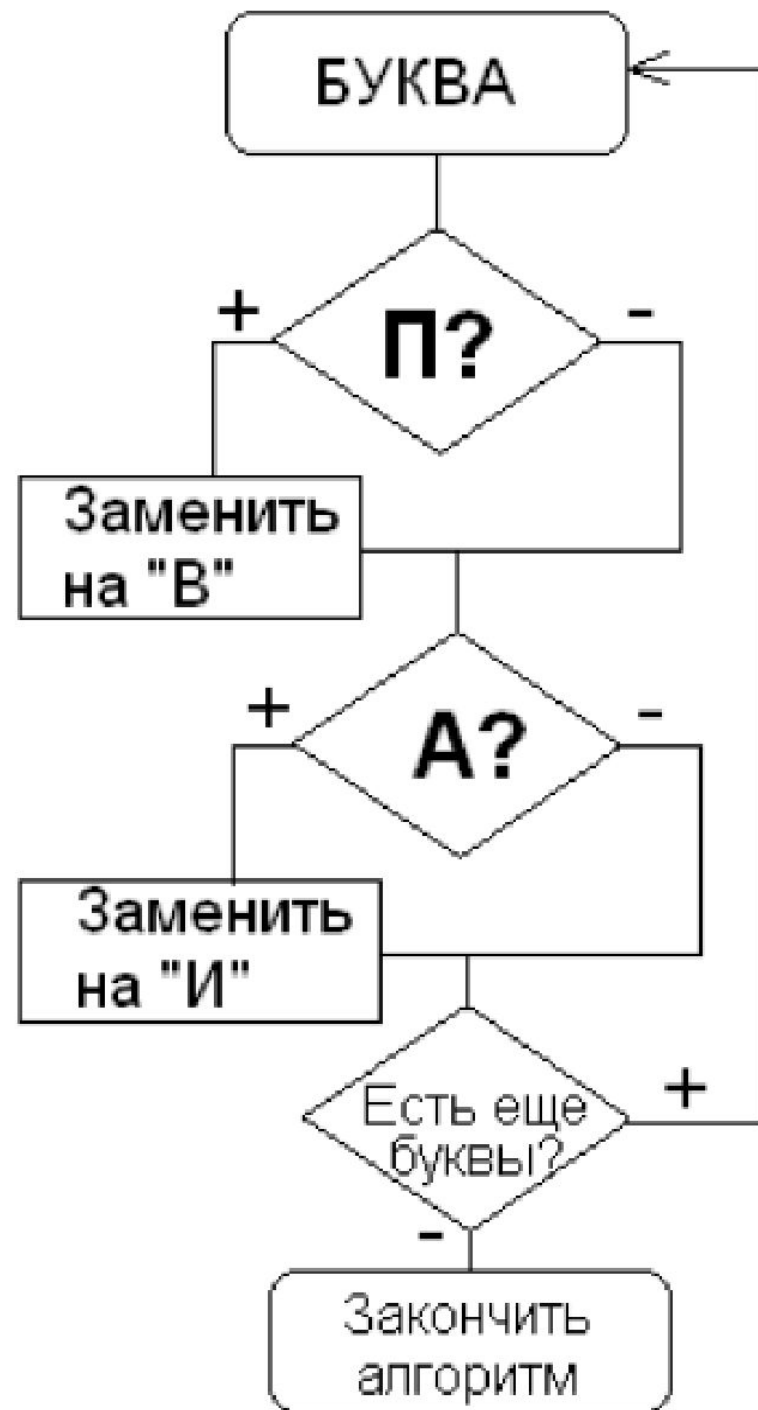 БУКВА
+
П?
-
Заменить
на "В"
+
А?
-
Заменить
на "И"
Есть еще
буквы?
+
-
Закончить
алгоритм